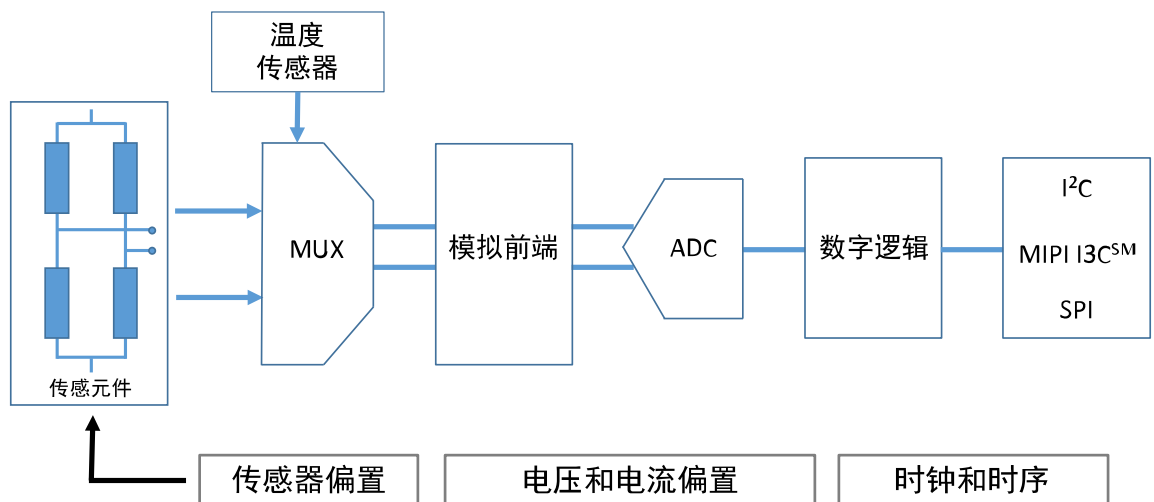 温度
传感器
传感元件
MUX
模拟前端
ADC
数字逻辑
I²C
MIPI I3C℠
SPI
传感器偏置
电压和电流偏置
时钟和时序